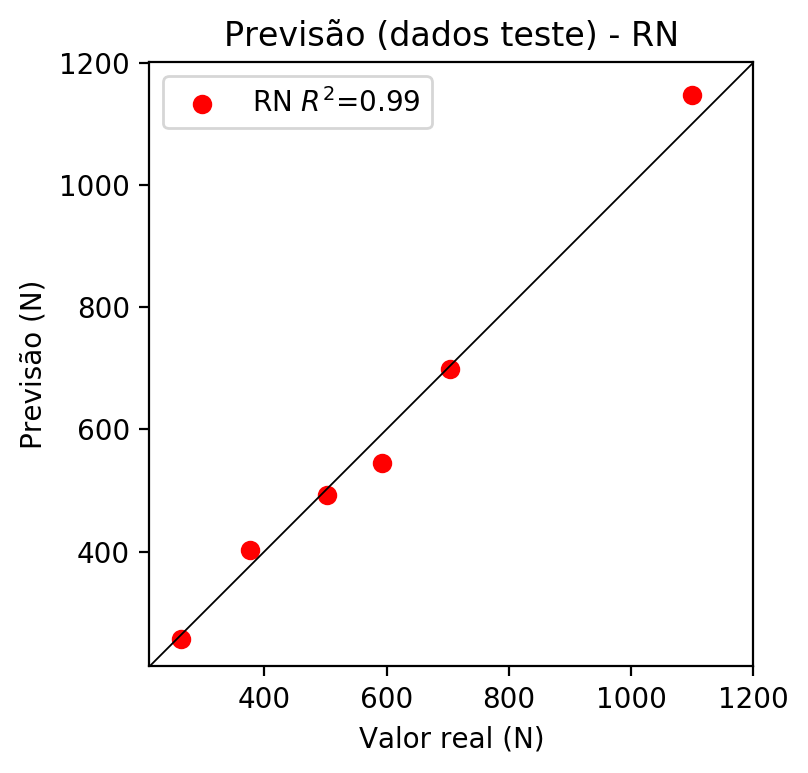 Previsão (dados teste) - RN
RN R²=0.99
1200
1000
800
600
400
Previsão (N)
400 600 800 1000 1200
Valor real (N)